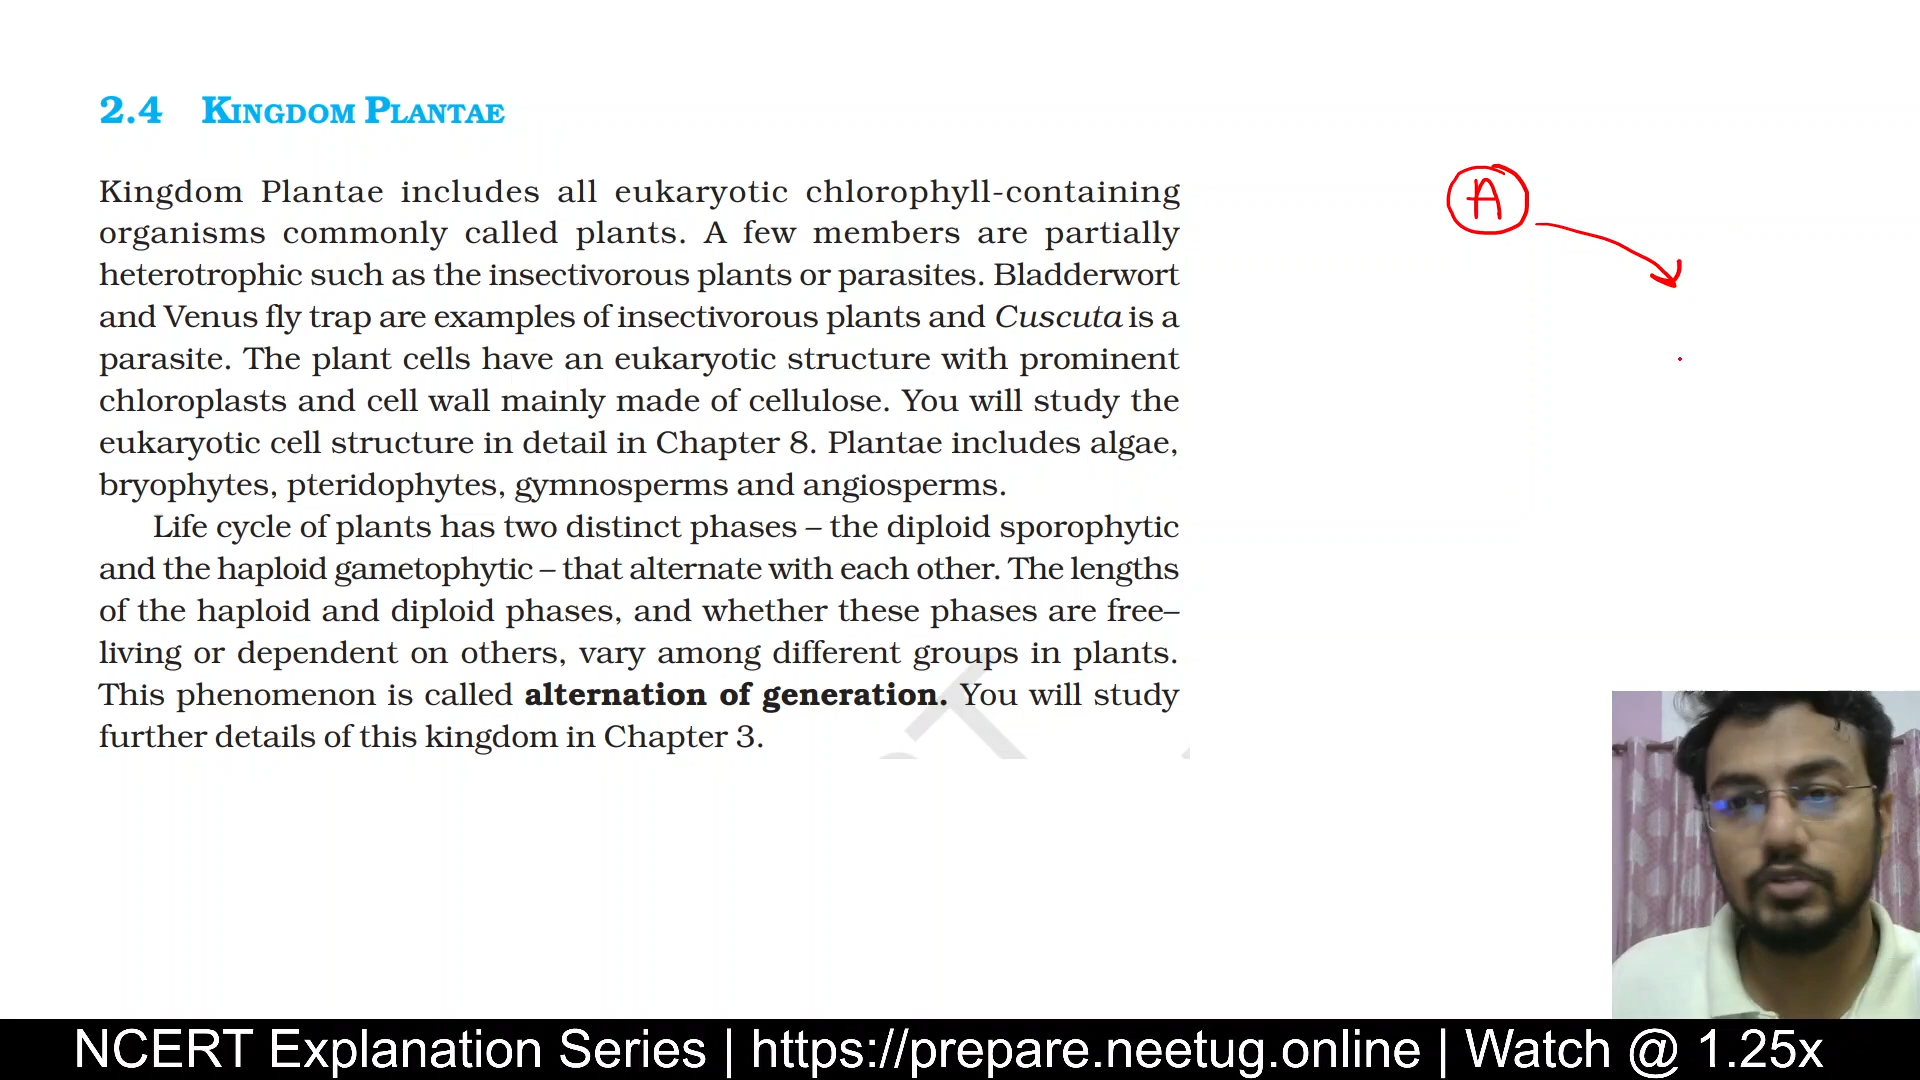 2.4 KINGDOM PLANTAE
Kingdom Plantae includes all eukaryotic chlorophyll-containing
organisms commonly called plants. A few members are partially
heterotrophic such as the insectivorous plants or parasites. Bladderwort
and Venus fly trap are examples of insectivorous plants and Cuscuta is a
parasite. The plant cells have an eukaryotic structure with prominent
chloroplasts and cell wall mainly made of cellulose. You will study the
eukaryotic cell structure in detail in Chapter 8. Plantae includes algae,
bryophytes, pteridophytes, gymnosperms and angiosperms.
Life cycle of plants has two distinct phases – the diploid sporophytic
and the haploid gametophytic – that alternate with each other. The lengths
of the haploid and diploid phases, and whether these phases are free–
living or dependent on others, vary among different groups in plants.
This phenomenon is called alternation of generation. You will study
further details of this kingdom in Chapter 3.
A
NCERT Explanation Series | https://prepare.neetug.online | Watch @ 1.25x